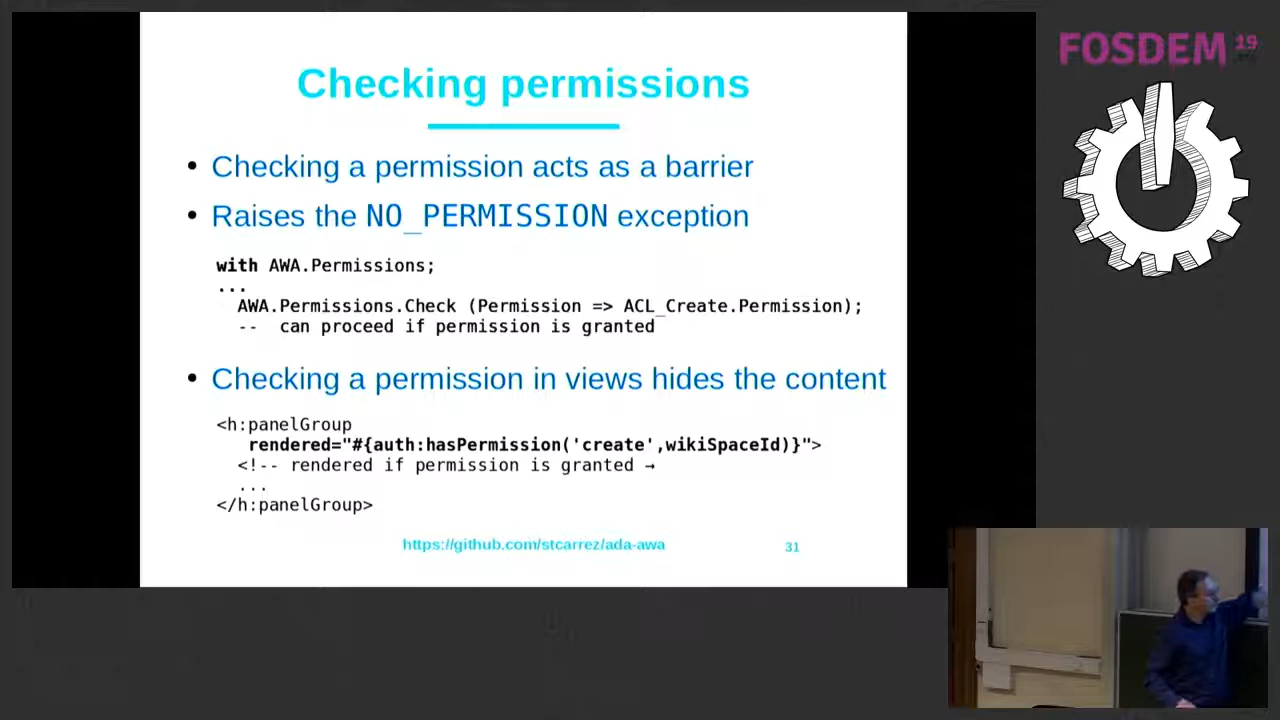 Checking permissions
• Checking a permission acts as a barrier
• Raises the NO_PERMISSION exception
with AWA.Permissions;
...
AWA.Permissions.Check (Permission => ACL_Create.Permission);
-- can proceed if permission is granted
• Checking a permission in views hides the content
<h:panelGroup
rendered="#{auth:hasPermission('create',wikiSpaceId)}">
<!-- rendered if permission is granted →
...
</h:panelGroup>
https://github.com/stcarrez/ada-awa
31
FOSDEM 19